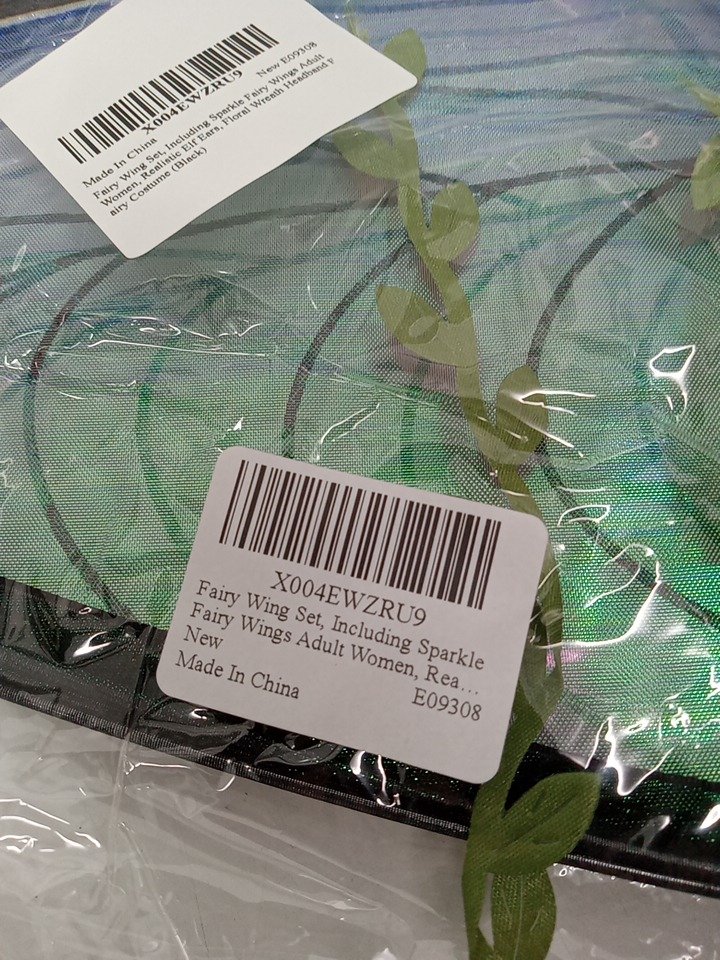 X004EWZRU9
New E09308
Made In China
Fairy Wing Set, Including Sparkle Fairy Wings Adult
Women, Realistic Elf Ears, Floral Wreath Headband F
airy Costume (Black)
X004EWZRU9
Fairy Wing Set, Including Sparkle
Fairy Wings Adult Women, Rea...
New
Made In China
E09308